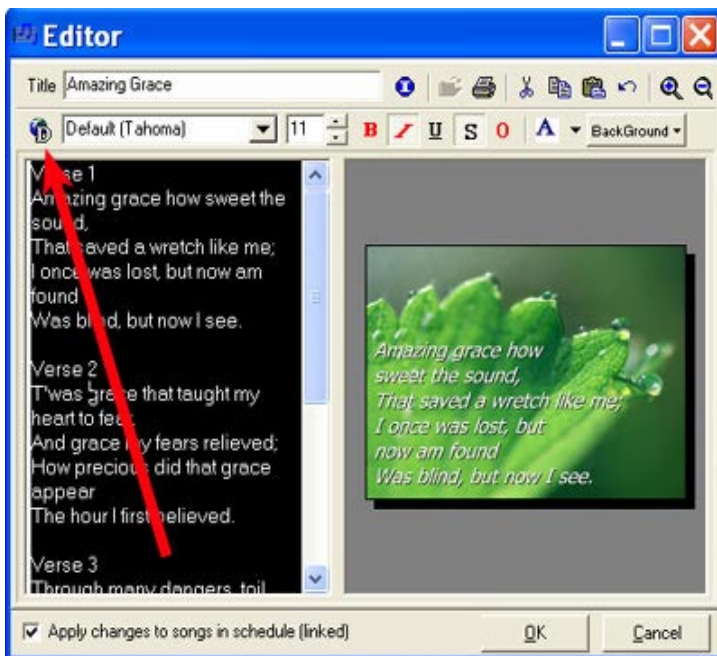 Editor
Title Amazing Grace
Default (Tahoma) 11 B I U S O A BackGround
Verse 1
Amazing grace how sweet the
sound,
That saved a wretch like me;
I once was lost, but now am
found
Was blind, but now I see.
Verse 2
T'was grace that taught my
heart to fear,
And grace my fears relieved;
How precious did that grace
appear
The hour I first believed.
Verse 3
Through many dangers, toil
Amazing grace how
sweet the sound,
That saved a wretch like me;
I once was lost, but
now am found
Was blind, but now I see.
Apply changes to songs in schedule (linked)
OK
Cancel